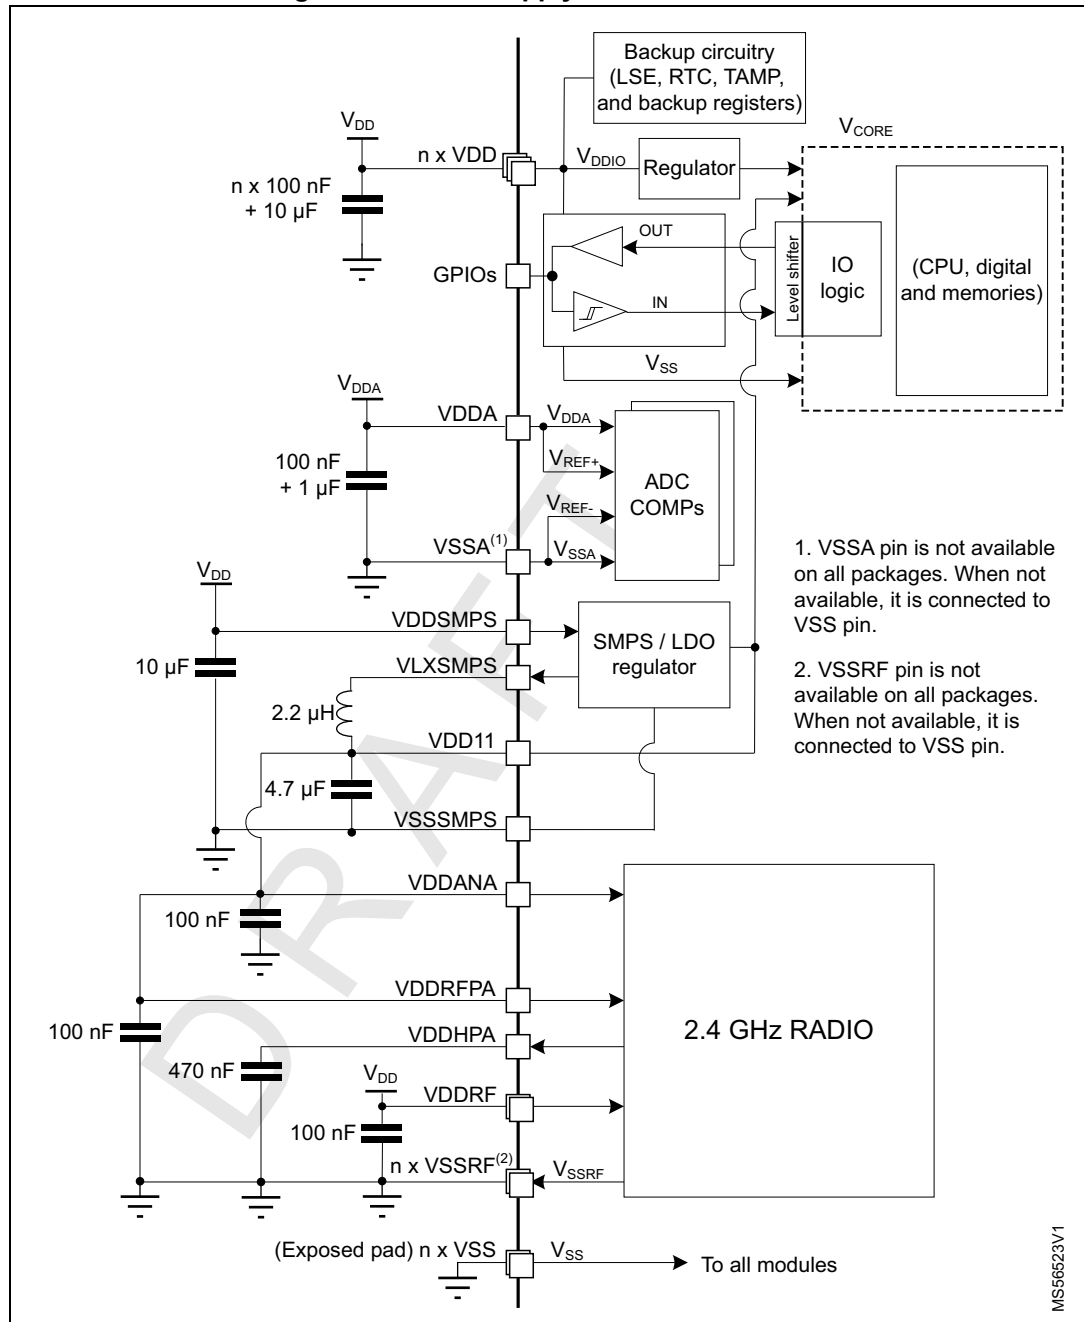 Backup circuitry
(LSE, RTC, TAMP,
and backup registers)
VDD
VCORE
n x VDD
VDDIO
Regulator
n x 100 nF
+ 10 µF
OUT
GPIOs
Level shifter
IO
logic
(CPU, digital
and memories)
IN
VSS
VDDA
VDDA
VDDA
VREF+
100 nF
+ 1 µF
ADC
COMPs
VREF-
VSSA(1)
VSSA
1. VSSA pin is not available
on all packages. When not
available, it is connected to
VSS pin.
VDD
VDDSMPS
SMPS / LDO
regulator
10 µF
VLXSMPS
2. VSSRF pin is not
available on all packages.
When not available, it is
connected to VSS pin.
2.2 µH
VDD11
4.7 µF
VSSSMPS
VDDANA
100 nF
VDDRFPA
100 nF
VDDHPA
2.4 GHz RADIO
470 nF
VDD
VDDRF
100 nF
n x VSSRF(2)
VSSRF
(Exposed pad) n x VSS
VSS
To all modules
MS56523V1
DRAFT